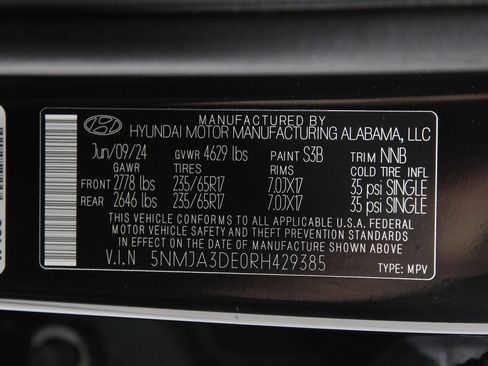 MANUFACTURED BY
HYUNDAI MOTOR MANUFACTURING ALABAMA, LLC
Jun/09/24 GVWR 4629 lbs PAINT S3B TRIM NNB
GAWR TIRES RIMS COLD TIRE INFL
FRONT 2778 lbs 235/65R17 7.0JX17 35 psi SINGLE
REAR 2646 lbs 235/65R17 7.0JX17 35 psi SINGLE
THIS VEHICLE CONFORMS TO ALL APPLICABLE U.S.A. FEDERAL
MOTOR VEHICLE SAFETY AND THEFT PREVENTION STANDARDS
IN EFFECT ON THE DATE OF MANUFACTURE SHOWN ABOVE
V.I.N 5NMJA3DE0RH429385
TYPE: MPV